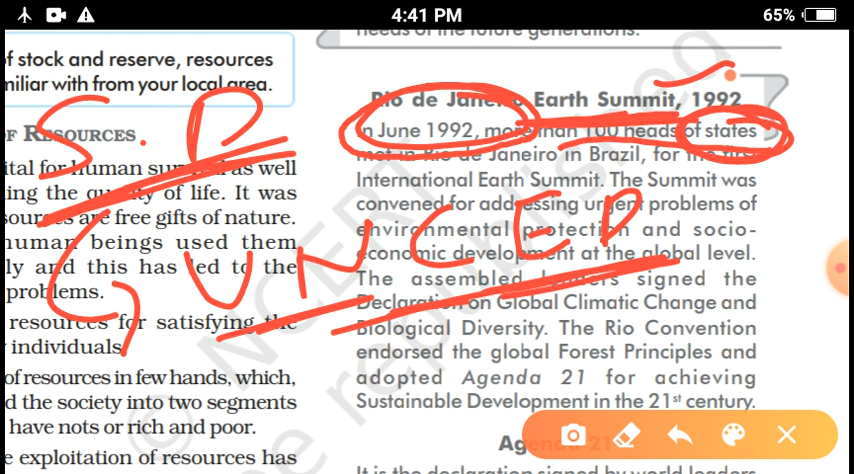 4:41 PM
65%
of stock and reserve, resources
miliar with from your local area.
OF RESOURCES.
ital for human survival as well
ing the quality of life. It was
sources are free gifts of nature.
human beings used them
ly and this has led to the
problems.
resources for satisfying the
individuals,
of resources in few hands, which,
d the society into two segments
have nots or rich and poor.
e exploitation of resources has
needs of the future generations.
Rio de Janeiro Earth Summit, 1992
In June 1992, more than 100 heads of states
met in Rio de Janeiro in Brazil, for the first
International Earth Summit. The Summit was
convened for addressing urgent problems of
environmental protection and socio-
economic development at the global level.
The assembled leaders signed the
Declaration on Global Climatic Change and
Biological Diversity. The Rio Convention
endorsed the global Forest Principles and
adopted Agenda 21 for achieving
Sustainable Development in the 21st century.
Agenda 21
It is the declaration signed by world leaders
S.D
UNCED
© NCERT
republished